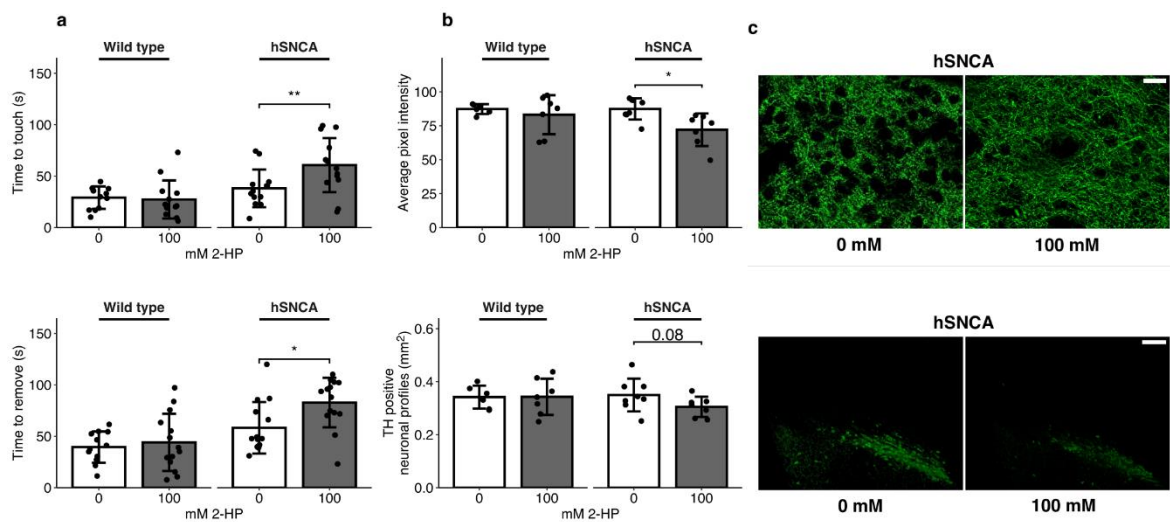 a
Wild type hSNCA
**
150
100
50
0
Time to touch (s)
0 100 0 100
mM 2-HP
b
Wild type hSNCA
*
100
75
50
25
0
Average pixel intensity
0 100 0 100
mM 2-HP
c
hSNCA
0 mM 100 mM
Wild type hSNCA
*
150
100
50
0
Time to remove (s)
0 100 0 100
mM 2-HP
Wild type hSNCA
0.08
0.6
0.4
0.2
0.0
TH positive
neuronal profiles (mm²)
0 100 0 100
mM 2-HP
hSNCA
0 mM 100 mM